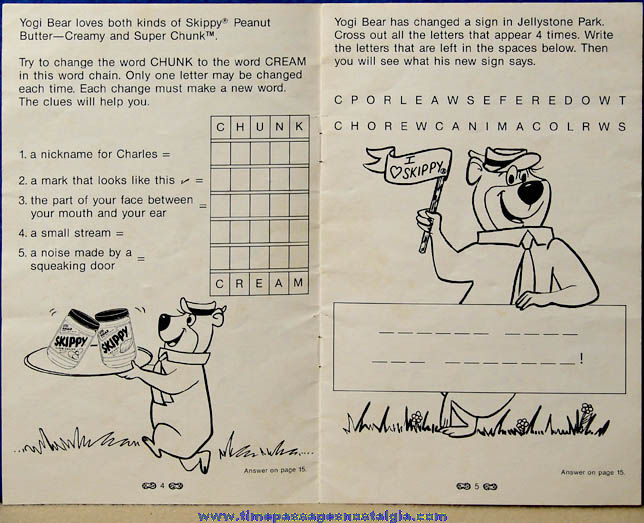 Yogi Bear loves both kinds of Skippy® Peanut
Butter—Creamy and Super Chunk™.
Try to change the word CHUNK to the word CREAM
in this word chain. Only one letter may be changed
each time. Each change must make a new word.
The clues will help you.
C H U N K
1. a nickname for Charles =
2. a mark that looks like this ✓ =
3. the part of your face between =
your mouth and your ear
4. a small stream =
5. a noise made by a =
squeaking door
C R E A M
SKIPPY
SKIPPY
Answer on page 15.
4
Yogi Bear has changed a sign in Jellystone Park.
Cross out all the letters that appear 4 times. Write
the letters that are left in the spaces below. Then
you will see what his new sign says.
C P O R L E A W S E F E R E D O W T
C H O R E W C A N I M A C O L R W S
I
♡ SKIPPY®
_ _ _ _ _ _ _ _ _ _
_ _ _ _ _ _ _ !
Answer on page 15.
5
www.timepassagesnostalgia.com